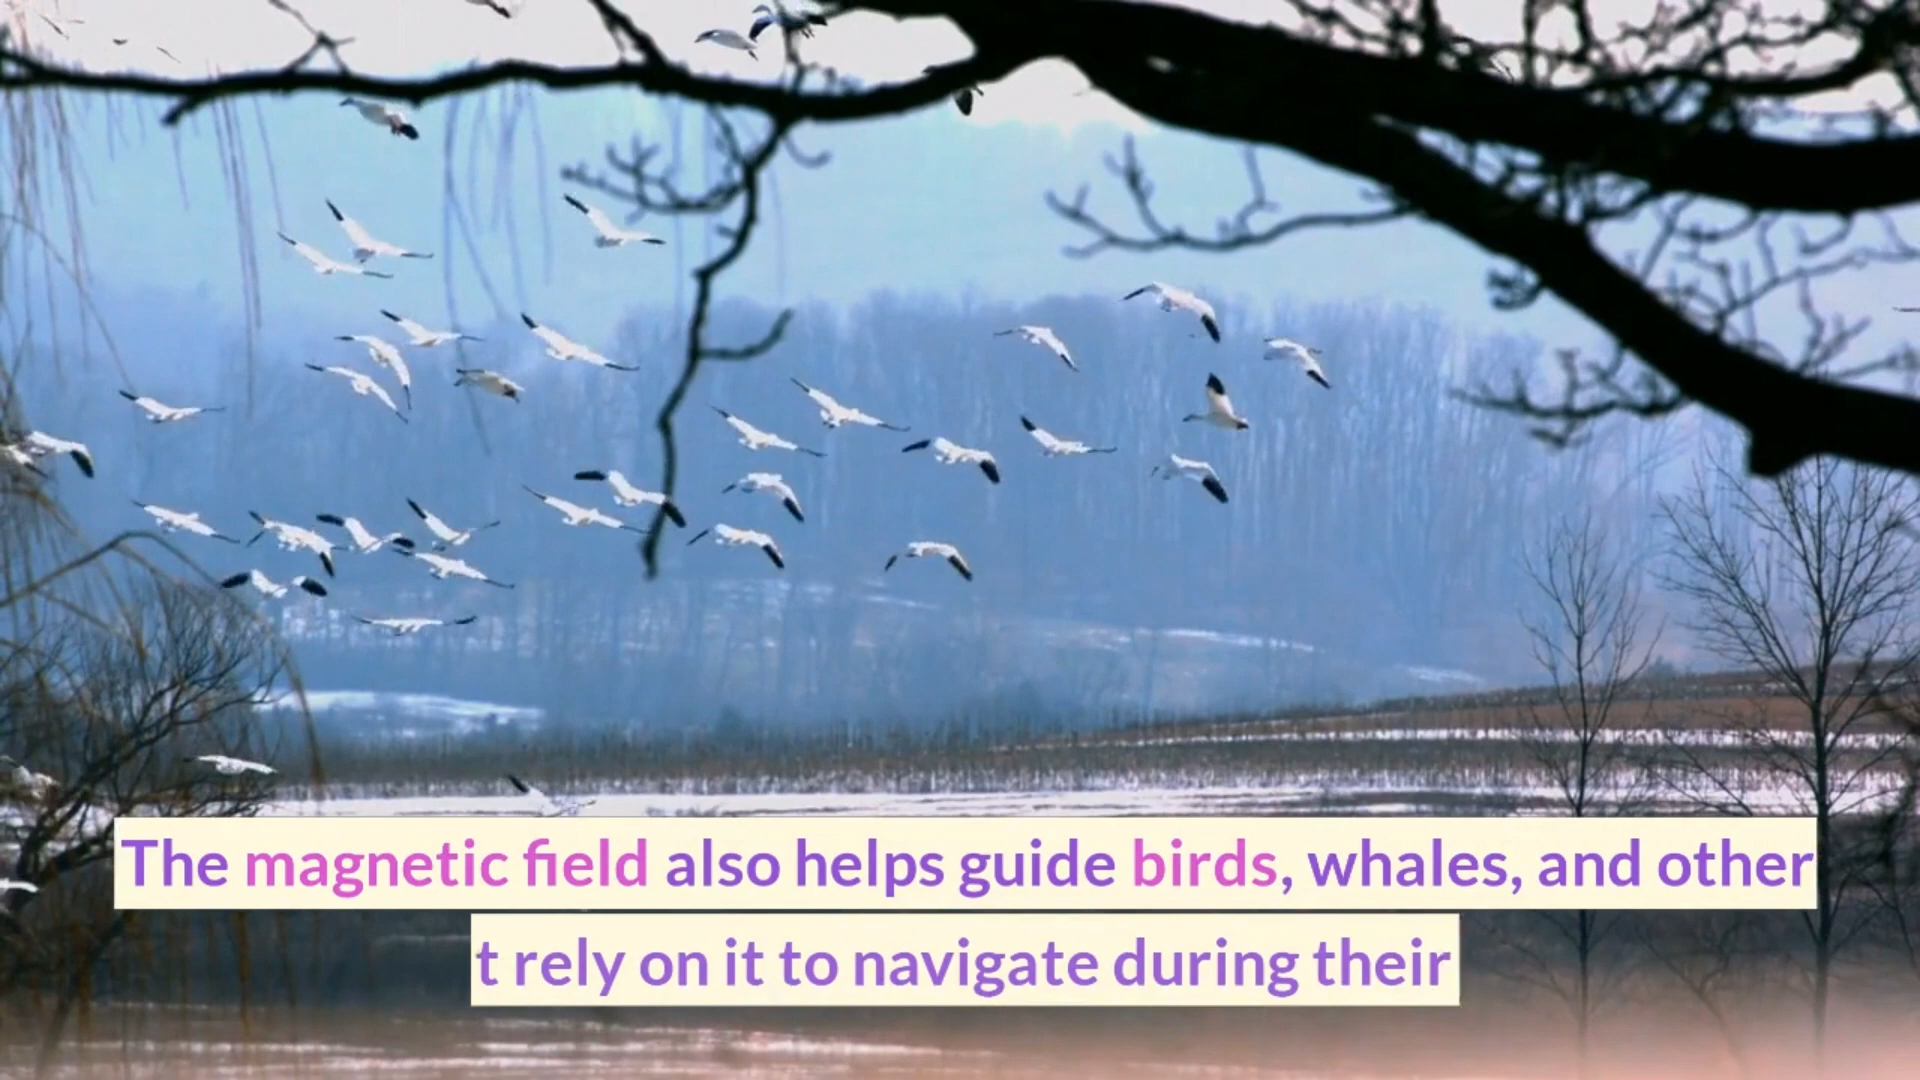 The magnetic field also helps guide birds, whales, and other
t rely on it to navigate during their